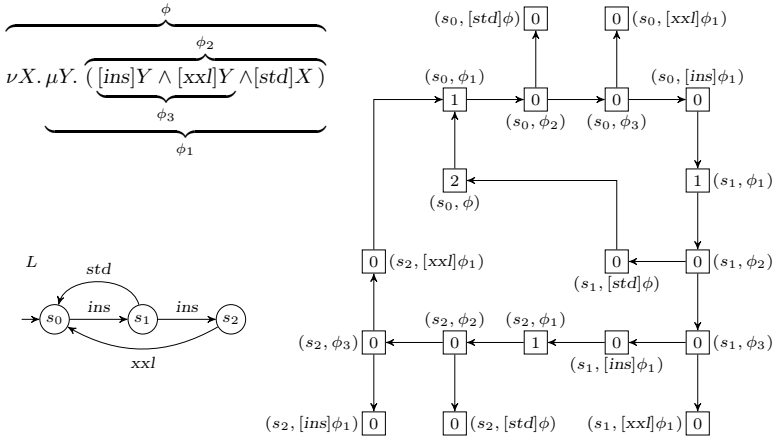 ϕ
ϕ₂
νX. μY. ( [ins]Y ∧ [xxl]Y ∧[std]X )
ϕ₃
ϕ₁
L
std
s₀ ins s₁ ins s₂
xxl
(s₀, [std]ϕ) 0 0 (s₀, [xxl]ϕ₁)
(s₀, ϕ₁) (s₀, [ins]ϕ₁)
1 0 0 0
(s₀, ϕ₂) (s₀, ϕ₃)
2 1 (s₁, ϕ₁)
(s₀, ϕ)
0 (s₂, [xxl]ϕ₁) 0 0 (s₁, ϕ₂)
(s₁, [std]ϕ)
(s₂, ϕ₂) (s₂, ϕ₁)
(s₂, ϕ₃) 0 0 1 0 0 (s₁, ϕ₃)
(s₁, [ins]ϕ₁)
(s₂, [ins]ϕ₁) 0 0 (s₂, [std]ϕ) (s₁, [xxl]ϕ₁) 0